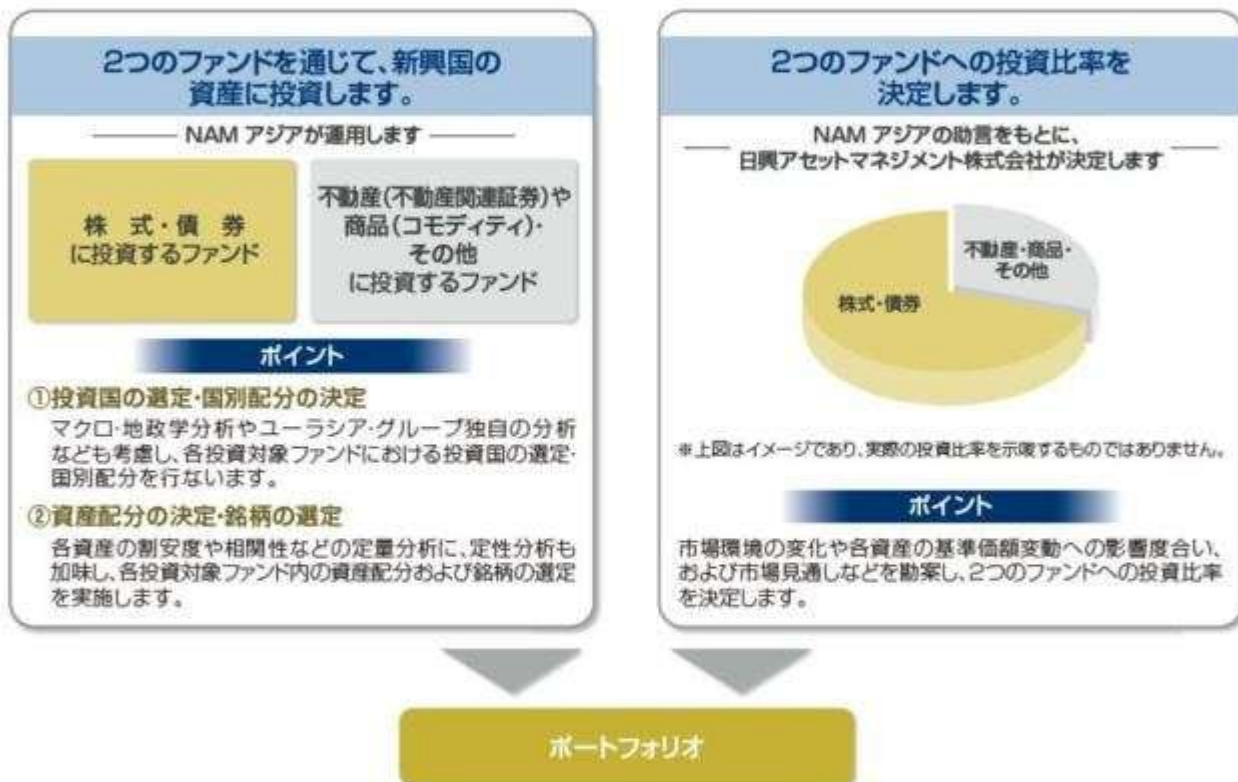 2つのファンドを通じて、新興国の
資産に投資します。
NAM アジアが運用します
株 式・債 券
に投資するファンド
不動産(不動産関連証券)や
商品(コモディティ)・
その他
に投資するファンド
ポイント
①投資国の選定・国別配分の決定
マクロ・地政学分析やユーラシア・グループ独自の分析
なども考慮し、各投資対象ファンドにおける投資国の選定・
国別配分を行ないます。
②資産配分の決定・銘柄の選定
各資産の割安度や相関性などの定量分析に、定性分析も
加味し、各投資対象ファンド内の資産配分および銘柄の選定
を実施します。
2つのファンドへの投資比率を
決定します。
NAM アジアの助言をもとに、
日興アセットマネジメント株式会社が決定します
不動産・商品・
その他
株式・債券
※上図はイメージであり、実際の投資比率を示唆するものではありません。
ポイント
市場環境の変化や各資産の基準価額変動への影響度合い、
および市場見通しなどを勘案し、2つのファンドへの投資比率
を決定します。
ポートフォリオ